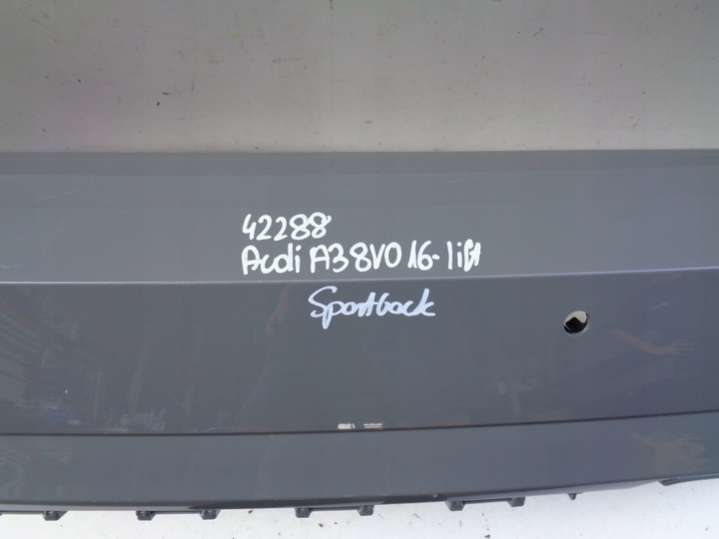 42288
Audi A3 8V0 16- lift
Sportback